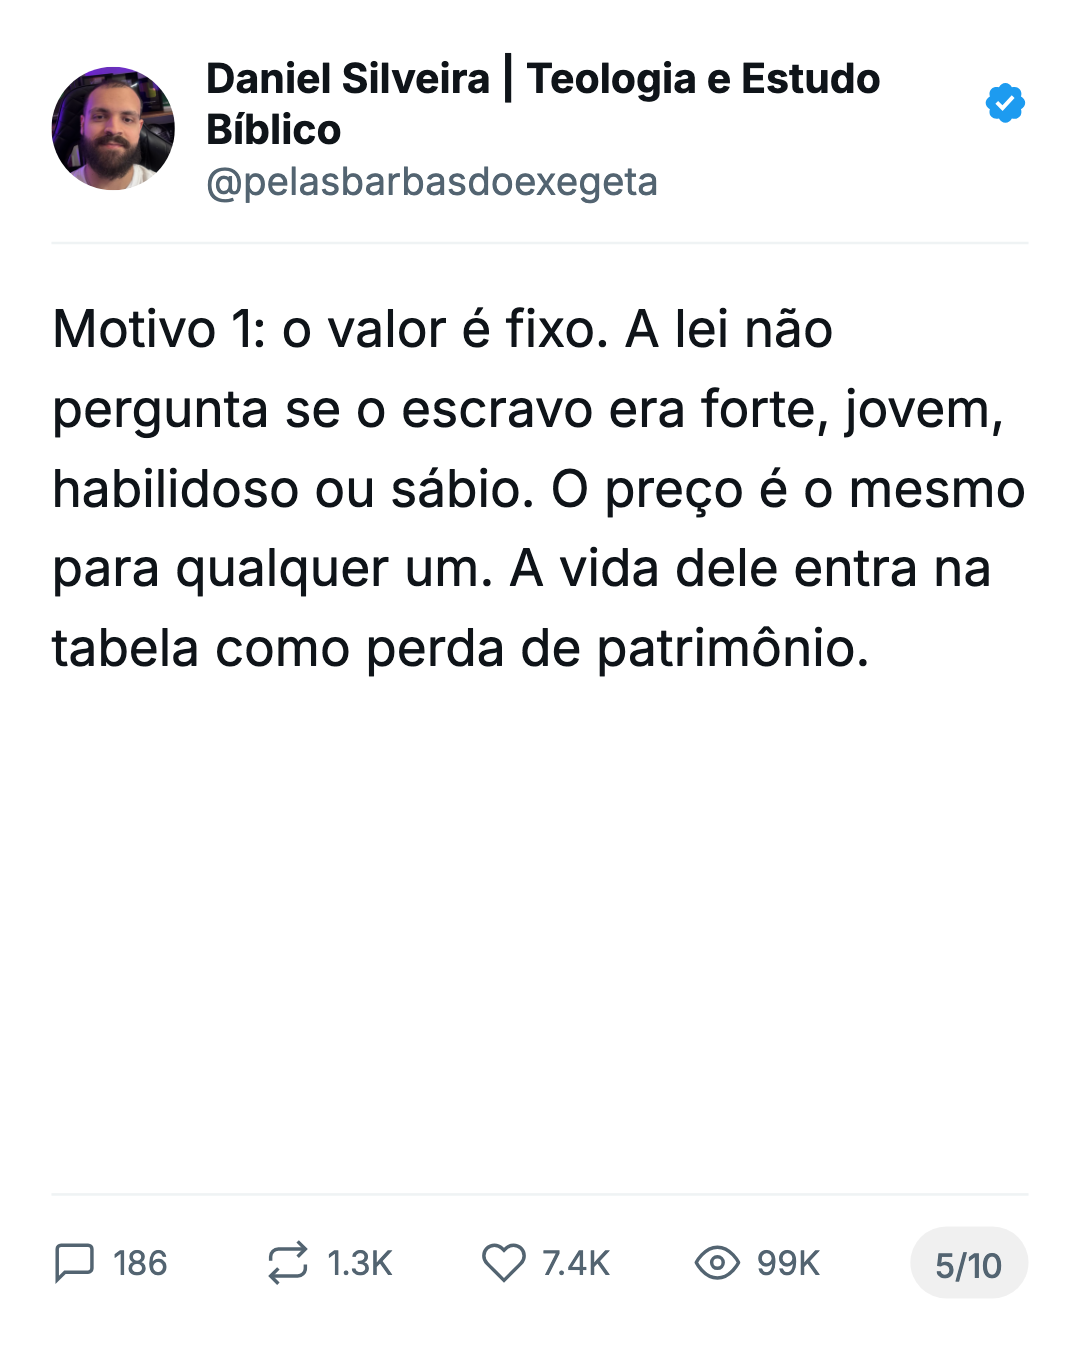 Daniel Silveira | Teologia e Estudo
Bíblico
@pelasbarbasdoexegeta
Motivo 1: o valor é fixo. A lei não
pergunta se o escravo era forte, jovem,
habilidoso ou sábio. O preço é o mesmo
para qualquer um. A vida dele entra na
tabela como perda de patrimônio.
186 1.3K 7.4K 99K 5/10